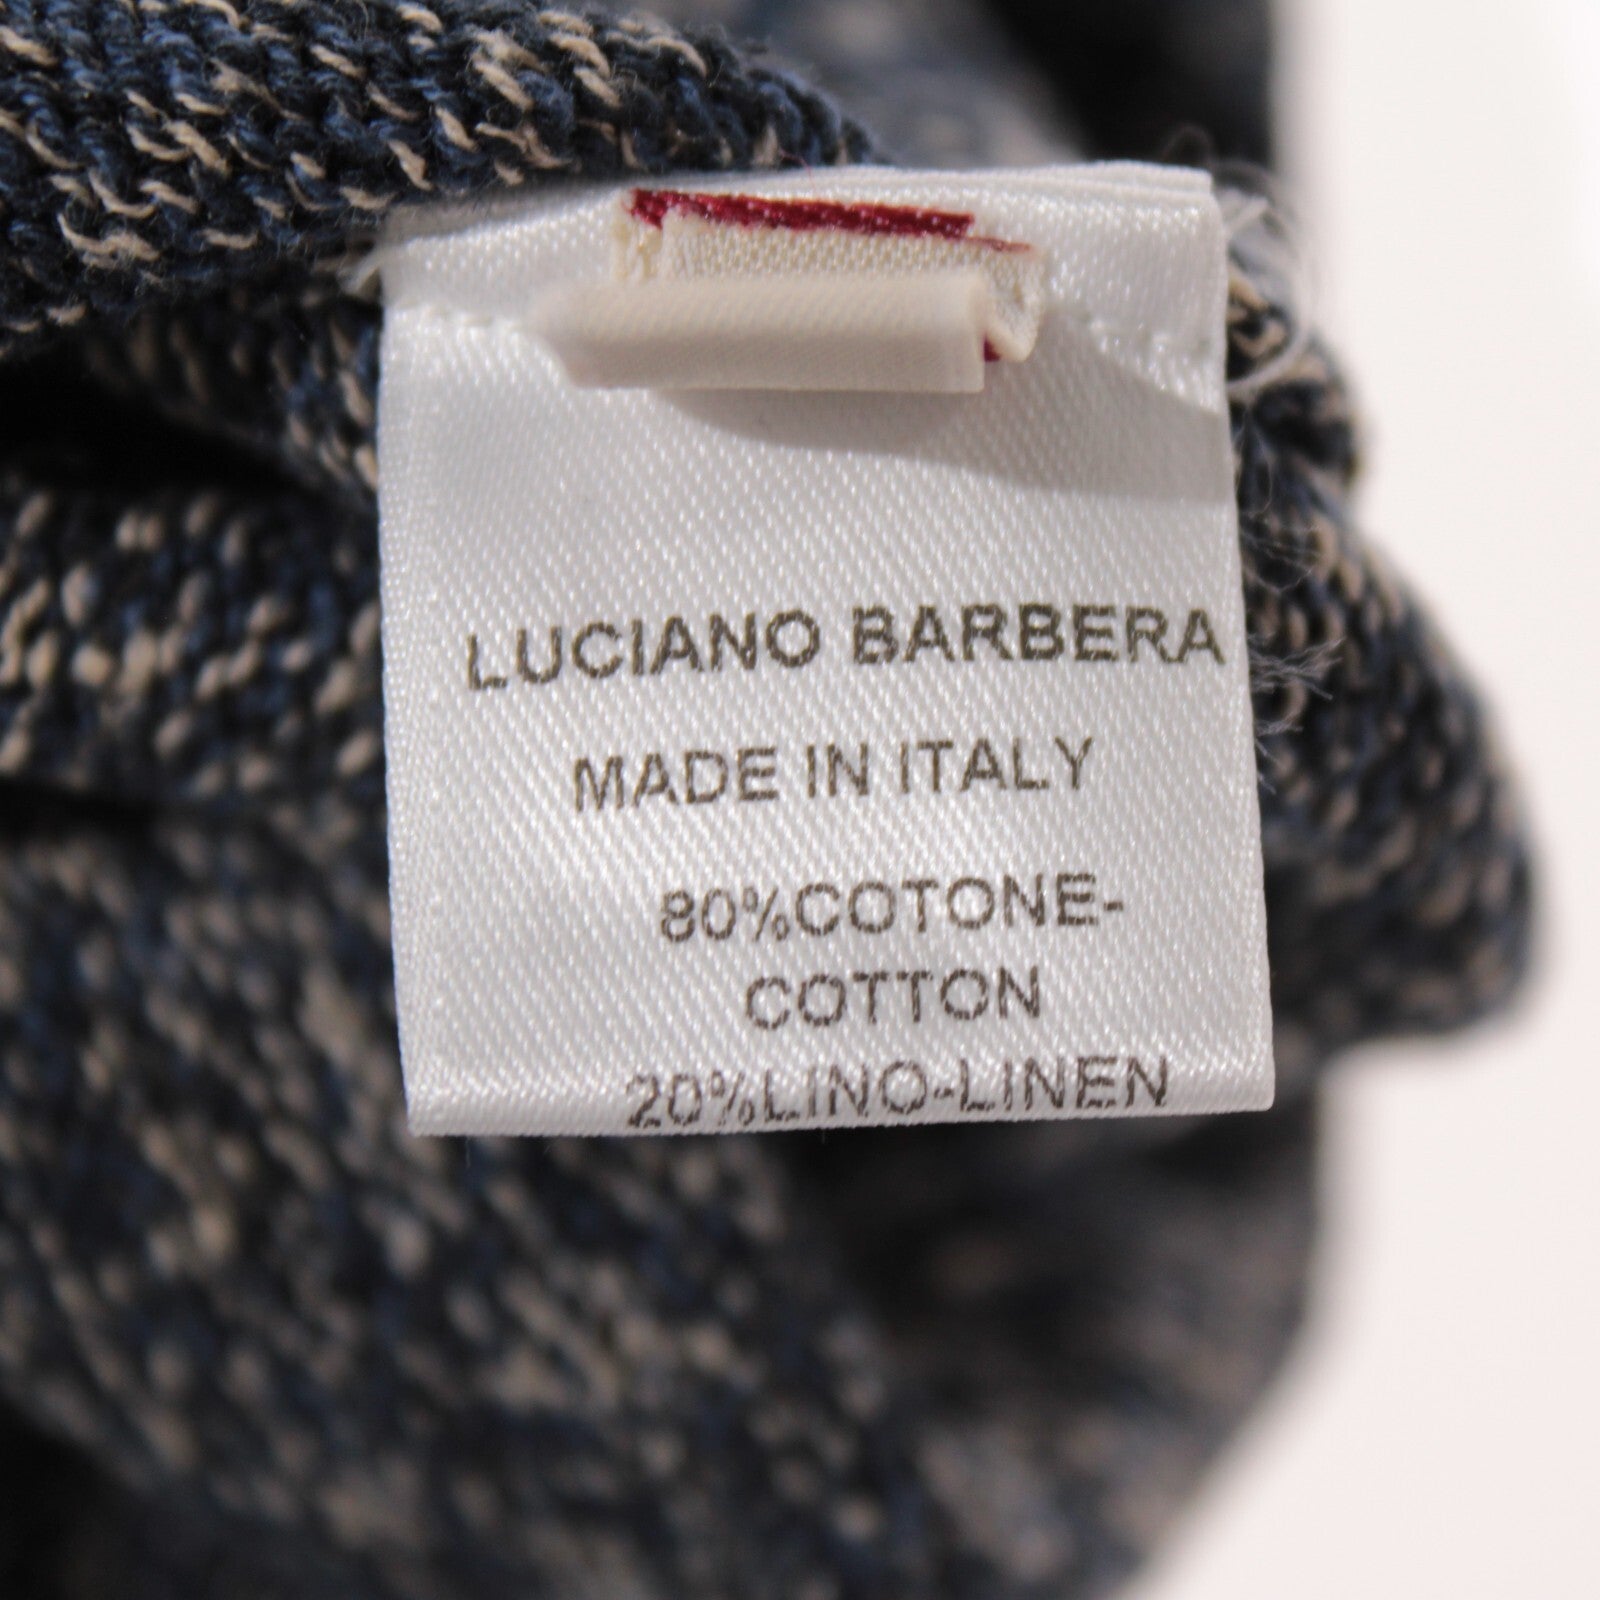 LUCIANO BARBERA
MADE IN ITALY
80%COTONE-
COTTON
20%LINO-LINEN